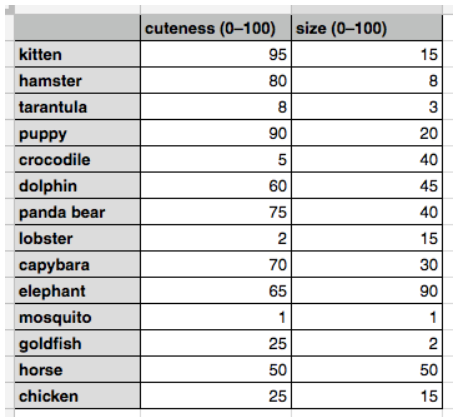 cuteness (0–100) size (0–100)
kitten 95 15
hamster 80 8
tarantula 8 3
puppy 90 20
crocodile 5 40
dolphin 60 45
panda bear 75 40
lobster 2 15
capybara 70 30
elephant 65 90
mosquito 1 1
goldfish 25 2
horse 50 50
chicken 25 15